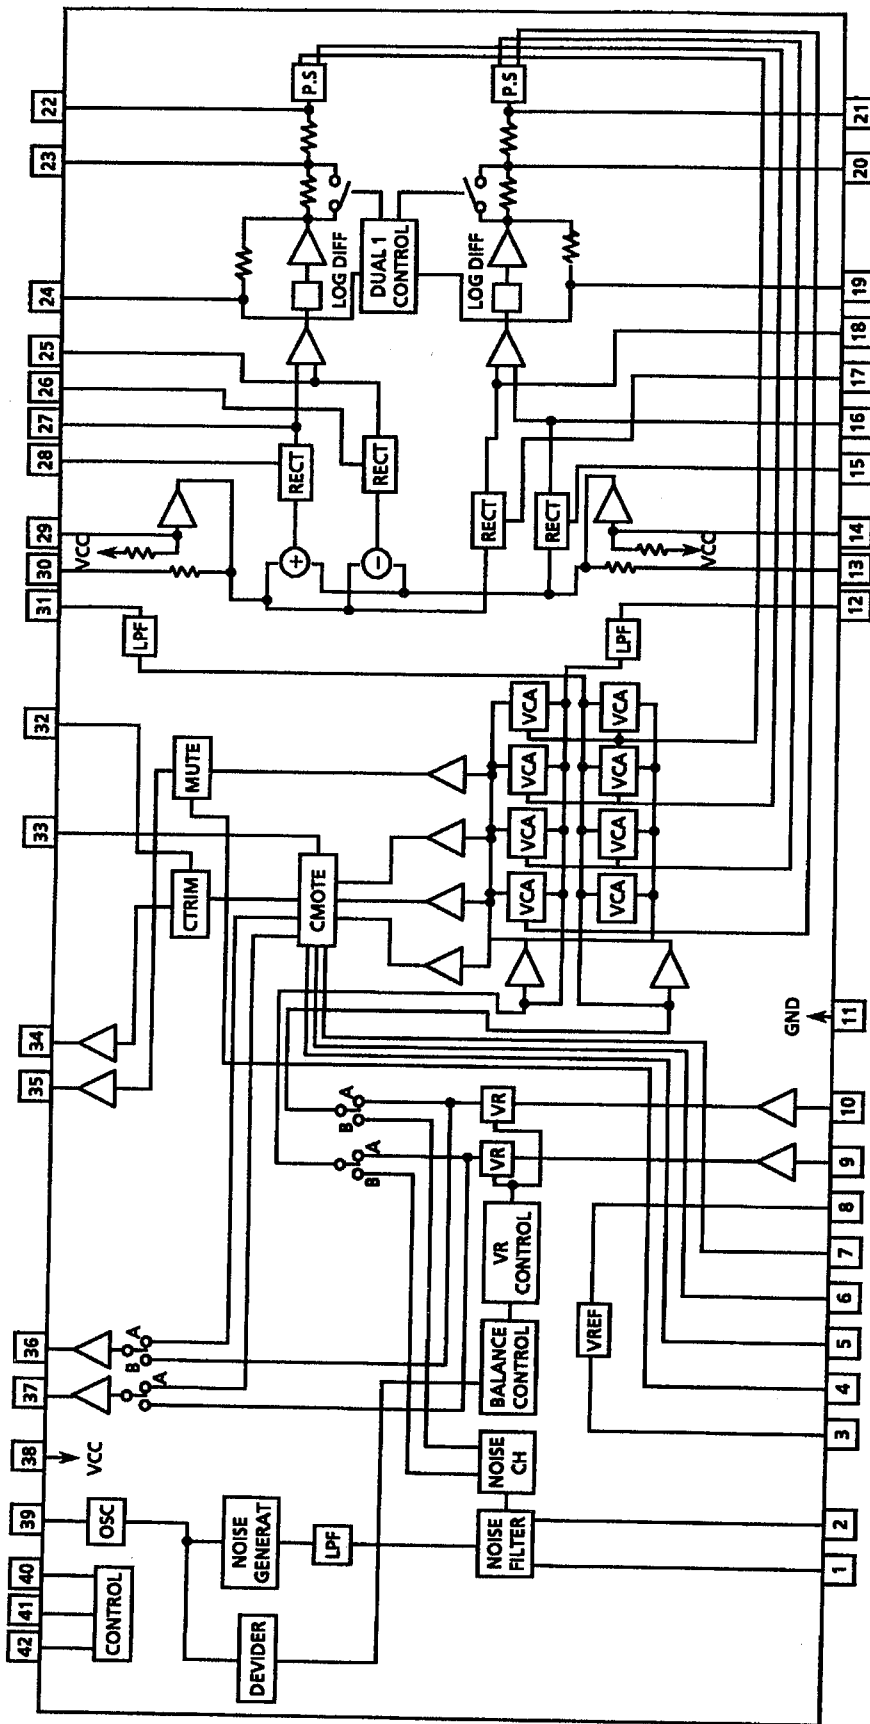 22
23
24
25
26
27
28
29
30
31
32
33
34
35
36
37
38
39
40
41
42
P.S
P.S
LOG DIFF
DUAL 1
CONTROL
LOG DIFF
RECT
RECT
RECT
RECT
VCC
VCC
+
−
LPF
LPF
MUTE
CTRIM
CMOTE
VCA
VCA
VCA
VCA
VCA
VCA
VCA
VCA
GND
A
B
A
B
VR
VR
VR
CONTROL
BALANCE
CONTROL
VREF
A
B
A
VCC
NOISE
CH
NOISE
FILTER
OSC
NOISE
GENERAT
LPF
CONTROL
DEVIDER
21
20
19
18
17
16
15
14
13
12
11
10
9
8
7
6
5
4
3
2
1